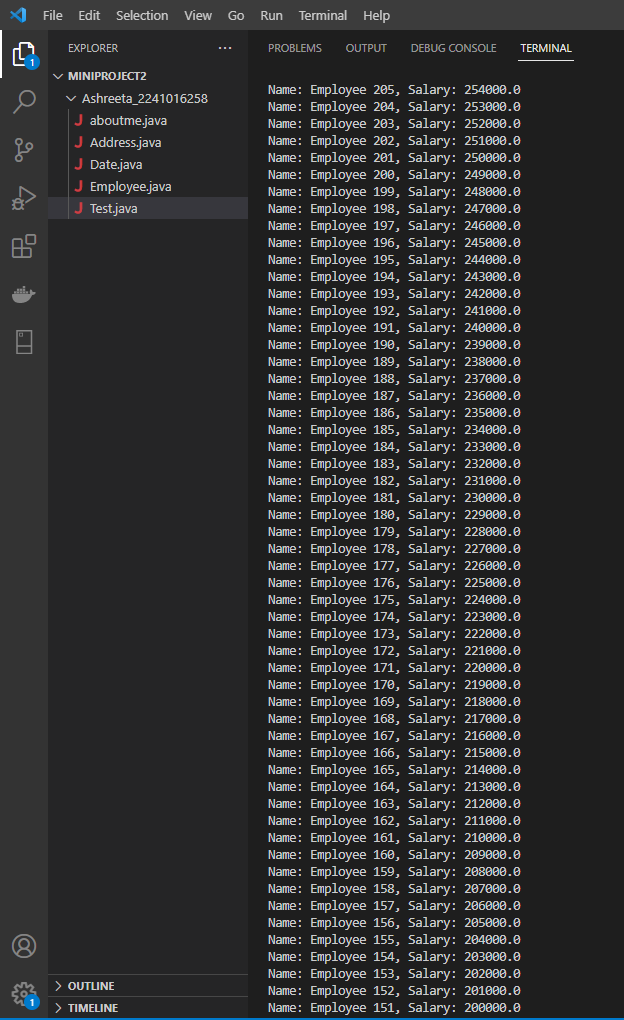 File Edit Selection View Go Run Terminal Help
EXPLORER
MINIPROJECT2
Ashreeta_2241016258
aboutme.java
Address.java
Date.java
Employee.java
Test.java
OUTLINE
TIMELINE
1
1
PROBLEMS OUTPUT DEBUG CONSOLE TERMINAL
Name: Employee 205, Salary: 254000.0
Name: Employee 204, Salary: 253000.0
Name: Employee 203, Salary: 252000.0
Name: Employee 202, Salary: 251000.0
Name: Employee 201, Salary: 250000.0
Name: Employee 200, Salary: 249000.0
Name: Employee 199, Salary: 248000.0
Name: Employee 198, Salary: 247000.0
Name: Employee 197, Salary: 246000.0
Name: Employee 196, Salary: 245000.0
Name: Employee 195, Salary: 244000.0
Name: Employee 194, Salary: 243000.0
Name: Employee 193, Salary: 242000.0
Name: Employee 192, Salary: 241000.0
Name: Employee 191, Salary: 240000.0
Name: Employee 190, Salary: 239000.0
Name: Employee 189, Salary: 238000.0
Name: Employee 188, Salary: 237000.0
Name: Employee 187, Salary: 236000.0
Name: Employee 186, Salary: 235000.0
Name: Employee 185, Salary: 234000.0
Name: Employee 184, Salary: 233000.0
Name: Employee 183, Salary: 232000.0
Name: Employee 182, Salary: 231000.0
Name: Employee 181, Salary: 230000.0
Name: Employee 180, Salary: 229000.0
Name: Employee 179, Salary: 228000.0
Name: Employee 178, Salary: 227000.0
Name: Employee 177, Salary: 226000.0
Name: Employee 176, Salary: 225000.0
Name: Employee 175, Salary: 224000.0
Name: Employee 174, Salary: 223000.0
Name: Employee 173, Salary: 222000.0
Name: Employee 172, Salary: 221000.0
Name: Employee 171, Salary: 220000.0
Name: Employee 170, Salary: 219000.0
Name: Employee 169, Salary: 218000.0
Name: Employee 168, Salary: 217000.0
Name: Employee 167, Salary: 216000.0
Name: Employee 166, Salary: 215000.0
Name: Employee 165, Salary: 214000.0
Name: Employee 164, Salary: 213000.0
Name: Employee 163, Salary: 212000.0
Name: Employee 162, Salary: 211000.0
Name: Employee 161, Salary: 210000.0
Name: Employee 160, Salary: 209000.0
Name: Employee 159, Salary: 208000.0
Name: Employee 158, Salary: 207000.0
Name: Employee 157, Salary: 206000.0
Name: Employee 156, Salary: 205000.0
Name: Employee 155, Salary: 204000.0
Name: Employee 154, Salary: 203000.0
Name: Employee 153, Salary: 202000.0
Name: Employee 152, Salary: 201000.0
Name: Employee 151, Salary: 200000.0